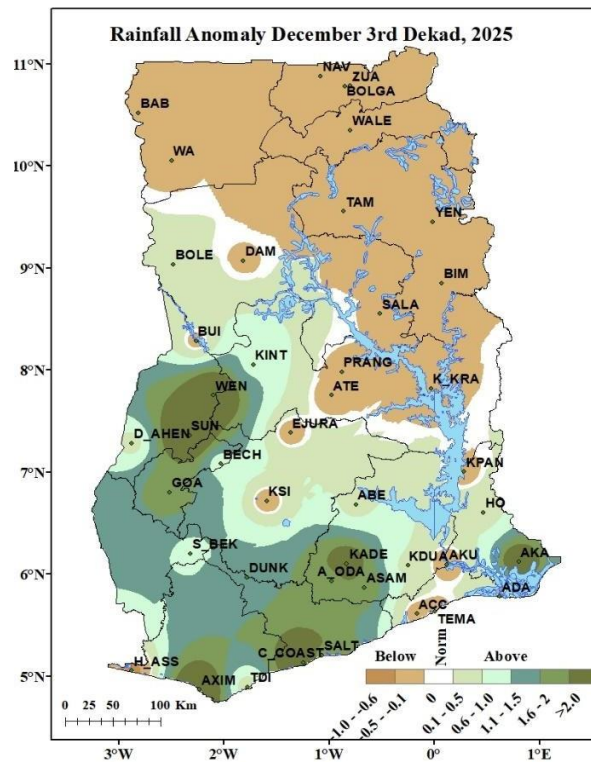 Rainfall Anomaly December 3rd Dekad, 2025
11°N
NAV
ZUA
BOLGA
BAB
WALE
WA
10°N
TAM
YEN
BOLE
DAM
9°N
BIM
SALA
BUI
KINT
8°N
PRANG
WEN
ATE
K_KRA
SUN
EJURA
D_AHEN
BECH
7°N
KPAN
GOA
KSI
ABE
HO
S_BEK
KADE
KDUA
AKU
AKA
6°N
DUNK
A_ODA
ASAM
ADA
ACC
TEMA
SALT
C_COAST
Norm
Below
Above
H_ASS
5°N
AXIM
TDI
0 25 50 100 Km
-1.0 - -0.6
-0.5 - -0.1
0
0.1 - 0.5
0.6 - 1.0
1.1 - 1.5
1.6 - 2
>2.0
3°W
2°W
1°W
0°
1°E